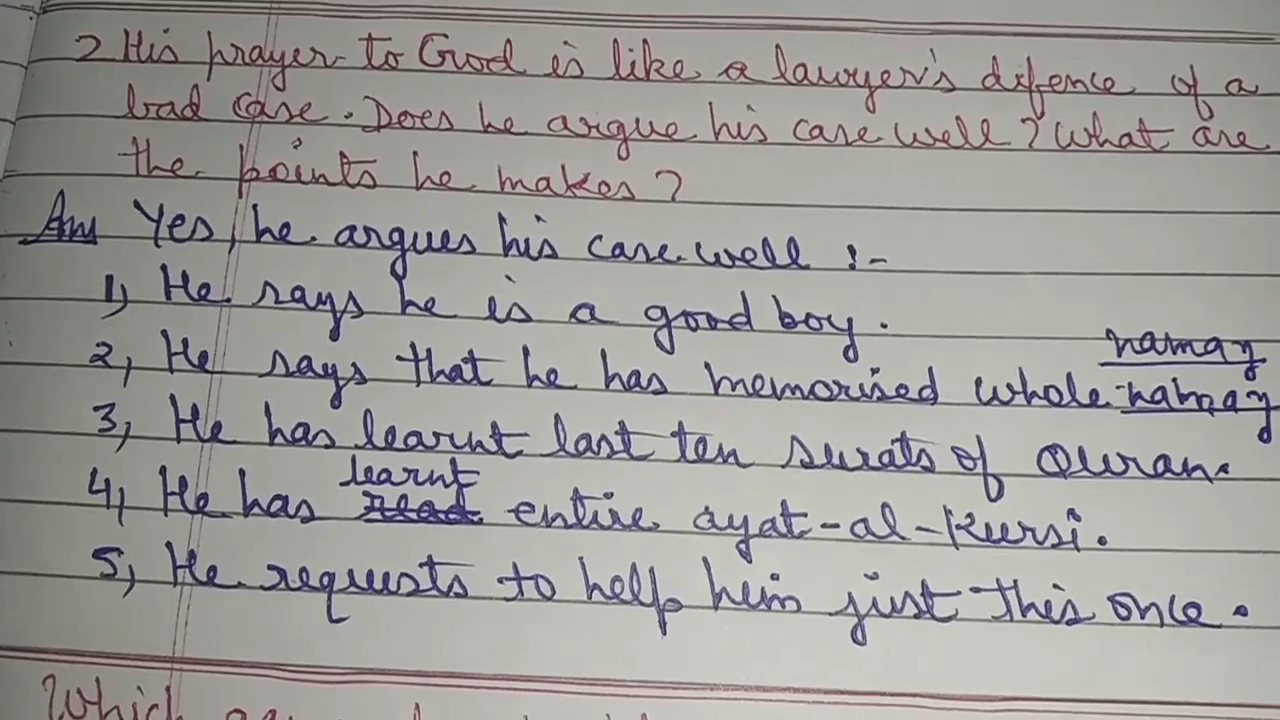 2 His prayer to God is like a lawyer's difence of a
bad case. Does he argue his case well? What are
the points he makes?
Ans Yes, he argues his case well :-
1, He says he is a good boy.
namaz
2, He says that he has memorised whole namaz
3, He has learnt last ten surats of Quran.
learnt
4, He has read entire ayat-al-Kursi.
5, He requests to help him just this once.
Which